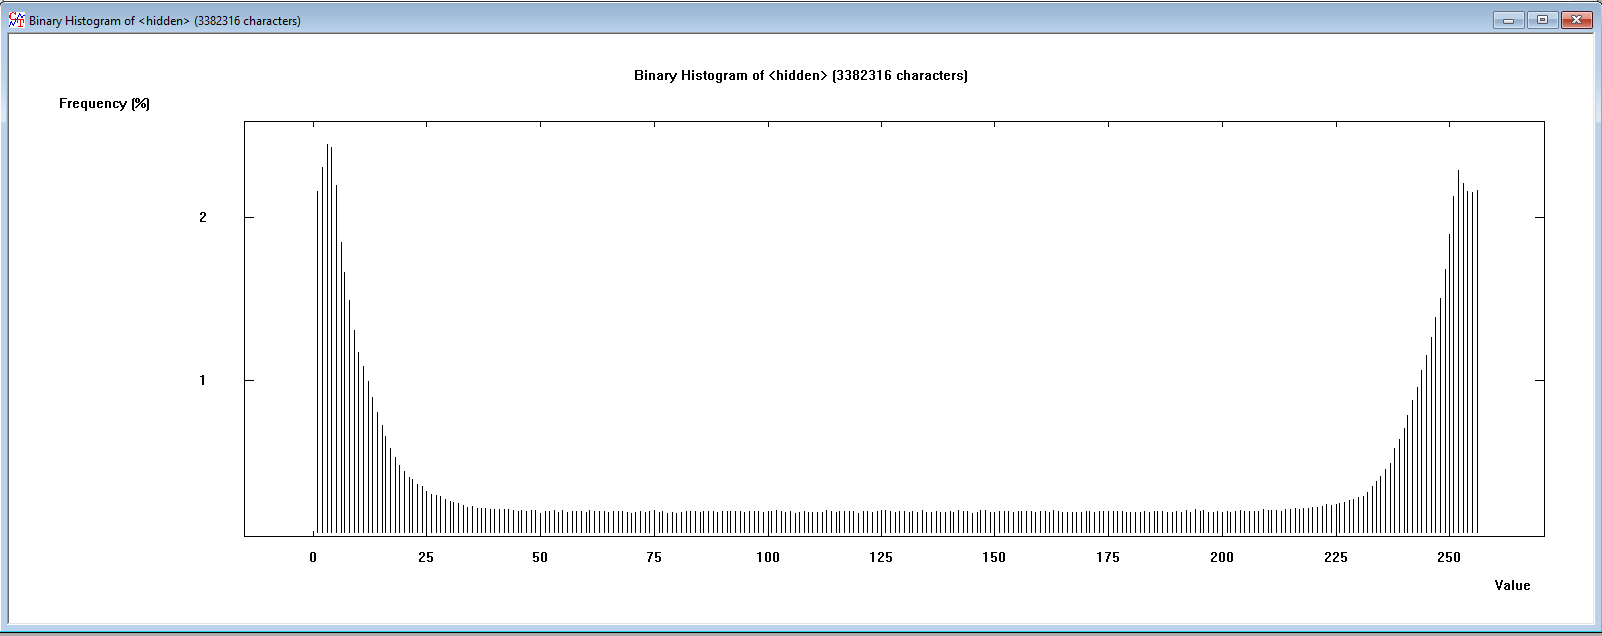 Binary Histogram of <hidden> (3382316 characters)
Binary Histogram of <hidden> (3382316 characters)
Frequency (%)
2
1
0 25 50 75 100 125 150 175 200 225 250
Value